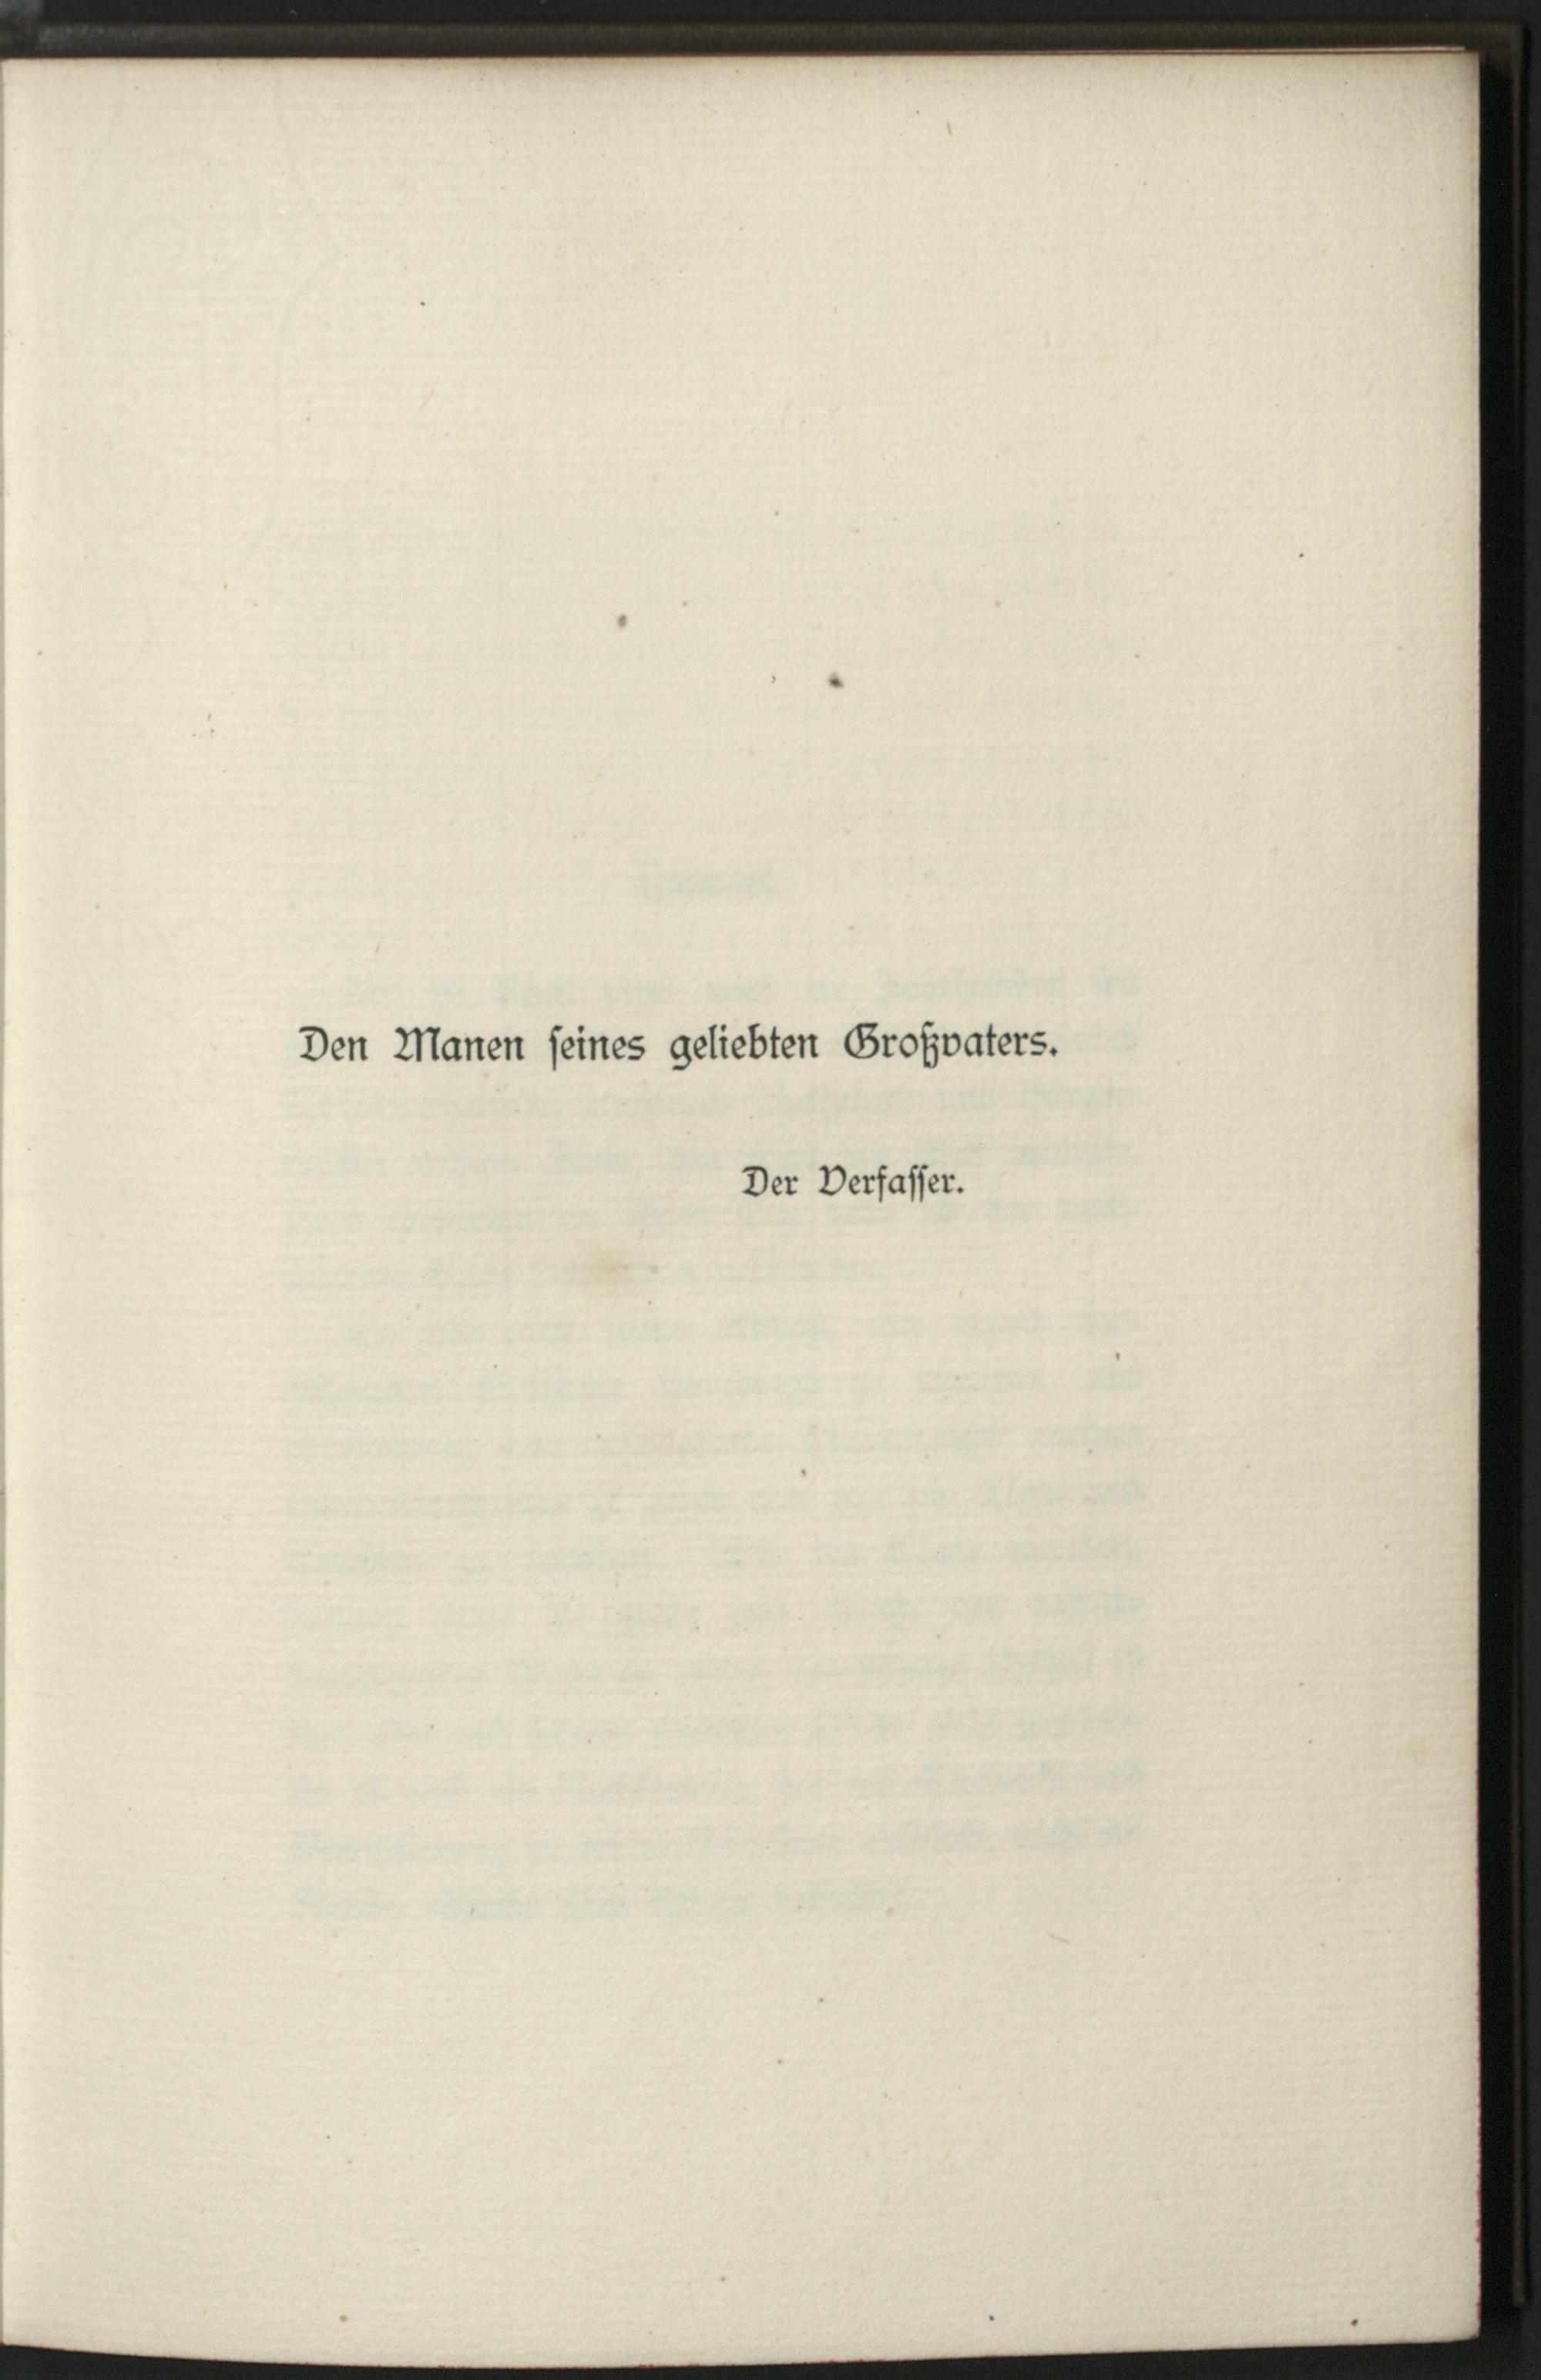 Den Manen ſeines geliebten Großvaters.
Der Verfaſſer.